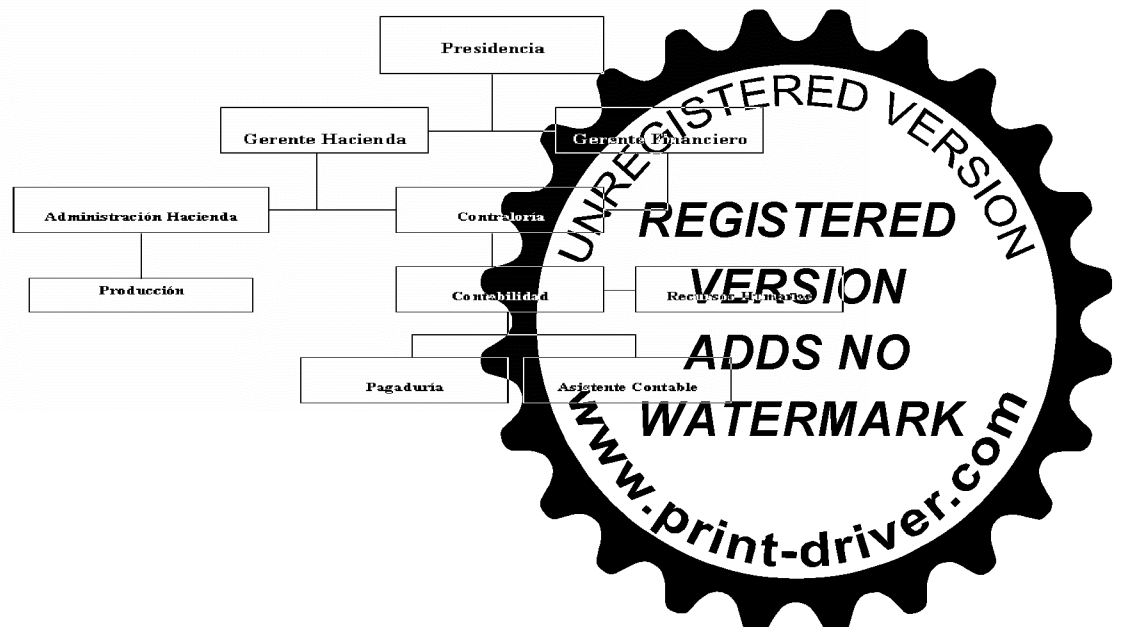 Presidencia
Gerente Hacienda
Gerente Financiero
Administración Hacienda
Contraloría
Producción
Contabilidad
Recursos Humanos
Pagaduría
Asistente Contable
UNREGISTERED VERSION
REGISTERED
VERSION
ADDS NO
WATERMARK
www.print-driver.com